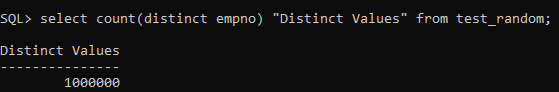 SQL> select count(distinct empno) "Distinct Values" from test_random;
Distinct Values
---------------
1000000